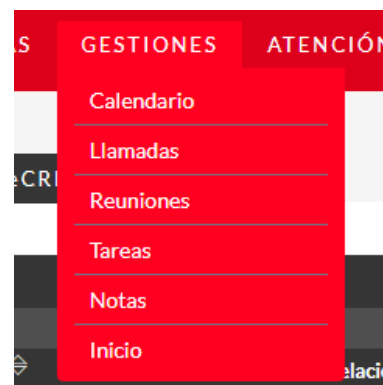 GESTIONES ATENCIÓN
Calendario
Llamadas
Reuniones
Tareas
Notas
Inicio